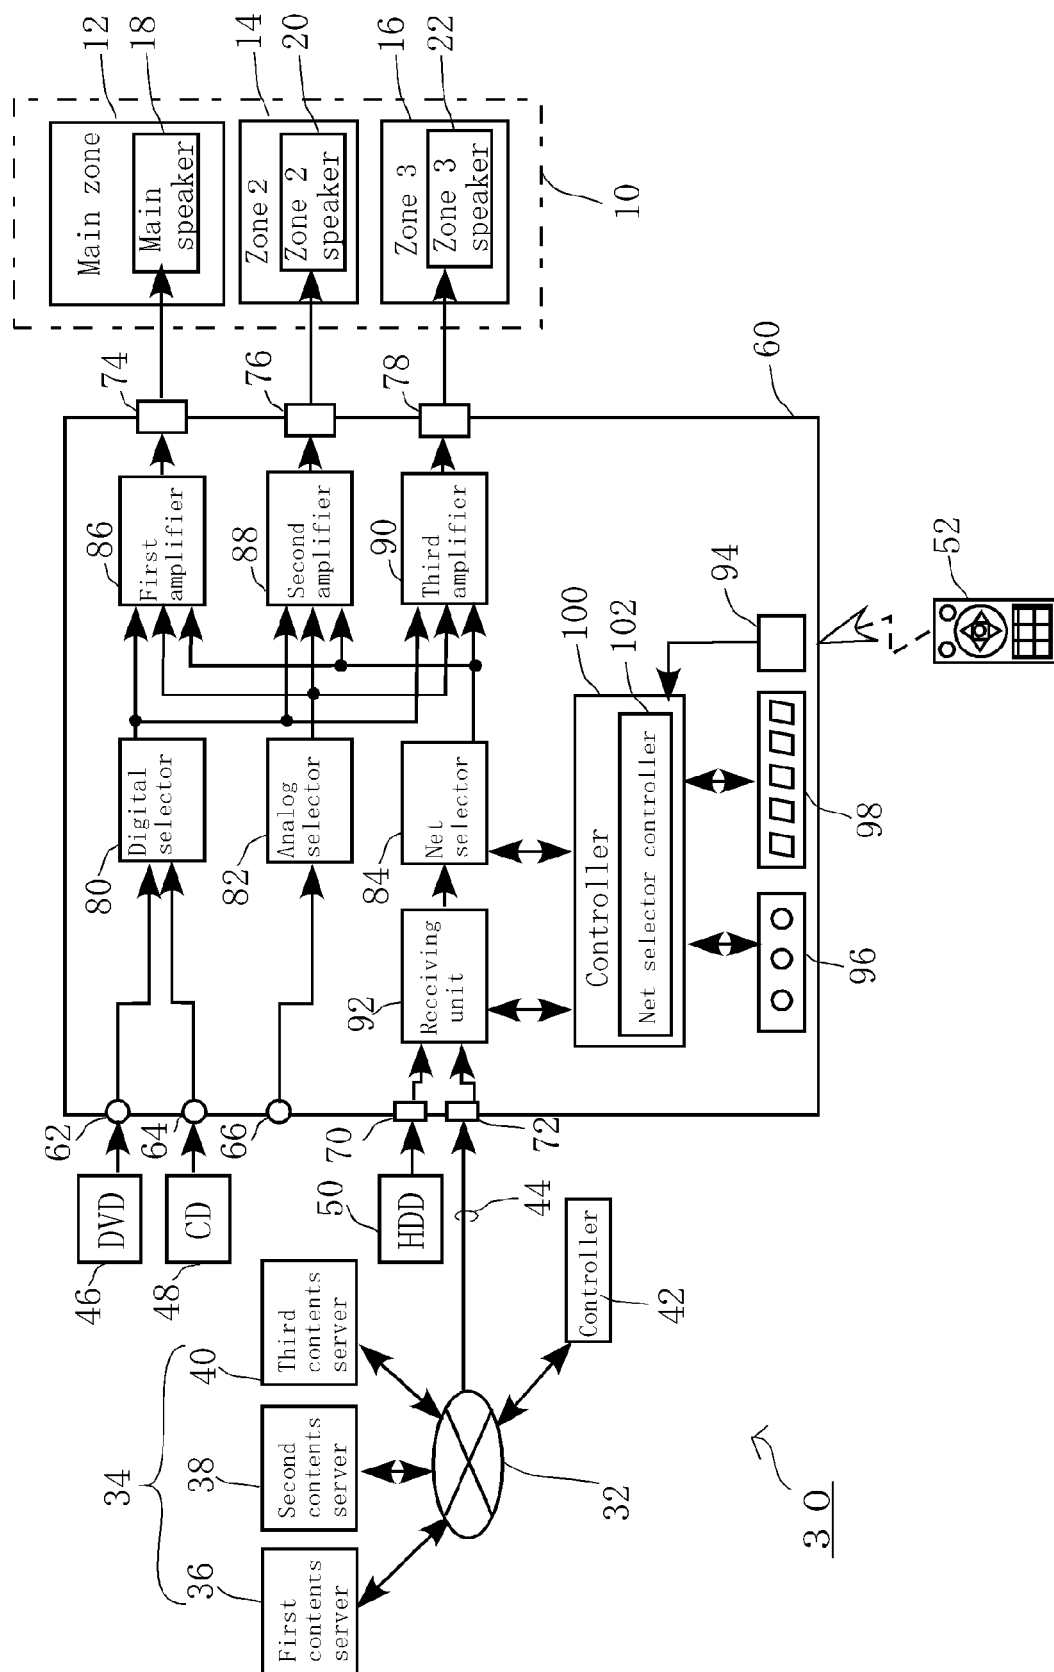 12
18
14
20
16
22
Main zone
Main
speaker
Zone 2
Zone 2
speaker
Zone 3
Zone 3
speaker
10
74
76
78
60
86
First
amplifier
88
Second
amplifier
90
Third
amplifier
94
52
100
102
80
Digital
selector
82
Analog
selector
84
Net
selector
92
Receiving
unit
Controller
Net selector controller
98
96
62
64
66
70
72
DVD
46
CD
48
50
HDD
44
Controller
42
34
40
Third
contents
server
38
Second
contents
server
36
First
contents
server
32
30